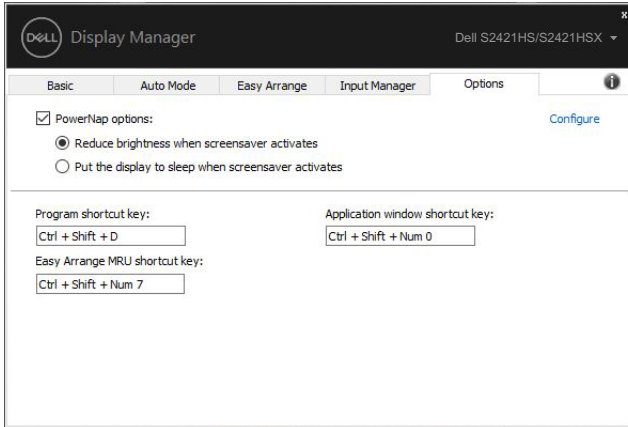 x
DELL Display Manager
Dell S2421HS/S2421HSX
Basic Auto Mode Easy Arrange Input Manager Options
PowerNap options: Configure
Reduce brightness when screensaver activates
Put the display to sleep when screensaver activates
Program shortcut key: Application window shortcut key:
Ctrl + Shift + D Ctrl + Shift + Num 0
Easy Arrange MRU shortcut key:
Ctrl + Shift + Num 7